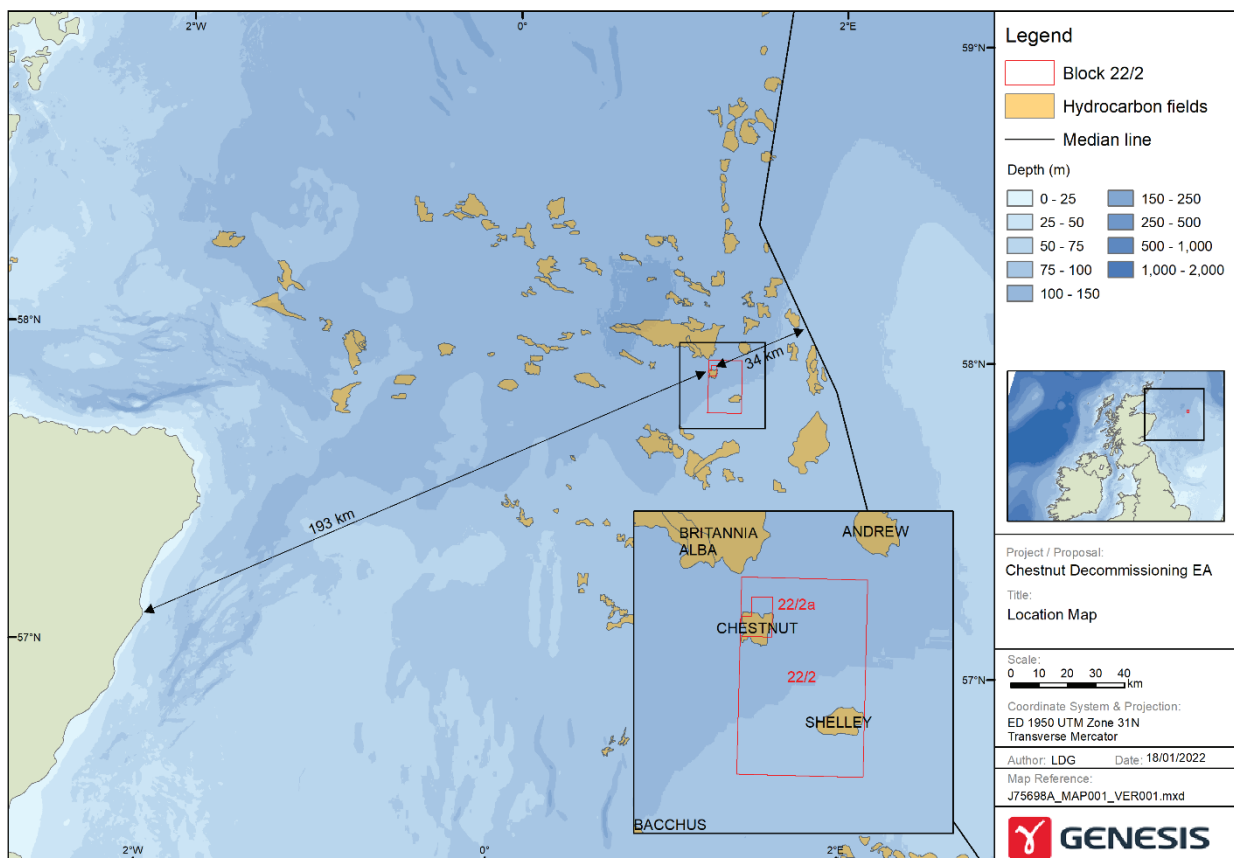 2°W
0°
2°E
59°N
58°N
58°N
34 km
193 km
57°N
57°N
BRITANNIA
ALBA
ANDREW
22/2a
CHESTNUT
22/2
SHELLEY
BACCHUS
2°W
0°
2°E
Legend
Block 22/2
Hydrocarbon fields
Median line
Depth (m)
0 - 25
150 - 250
25 - 50
250 - 500
50 - 75
500 - 1,000
75 - 100
1,000 - 2,000
100 - 150
Project / Proposal:
Chestnut Decommissioning EA
Title:
Location Map
Scale:
0 10 20 30 40
km
Coordinate System & Projection:
ED 1950 UTM Zone 31N
Transverse Mercator
Author: LDG Date: 18/01/2022
Map Reference:
J75698A_MAP001_VER001.mxd
GENESIS